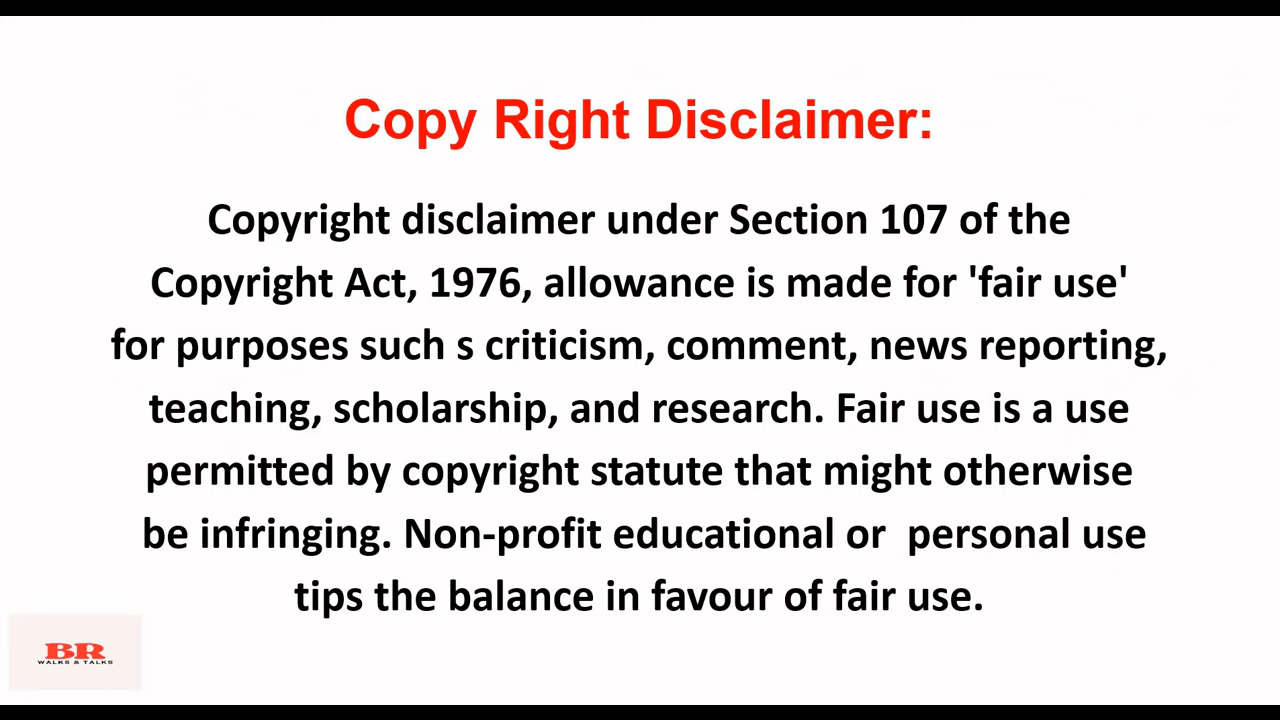 Copy Right Disclaimer:
Copyright disclaimer under Section 107 of the
Copyright Act, 1976, allowance is made for 'fair use'
for purposes such s criticism, comment, news reporting,
teaching, scholarship, and research. Fair use is a use
permitted by copyright statute that might otherwise
be infringing. Non-profit educational or  personal use
tips the balance in favour of fair use.
BR
WALKS & TALKS